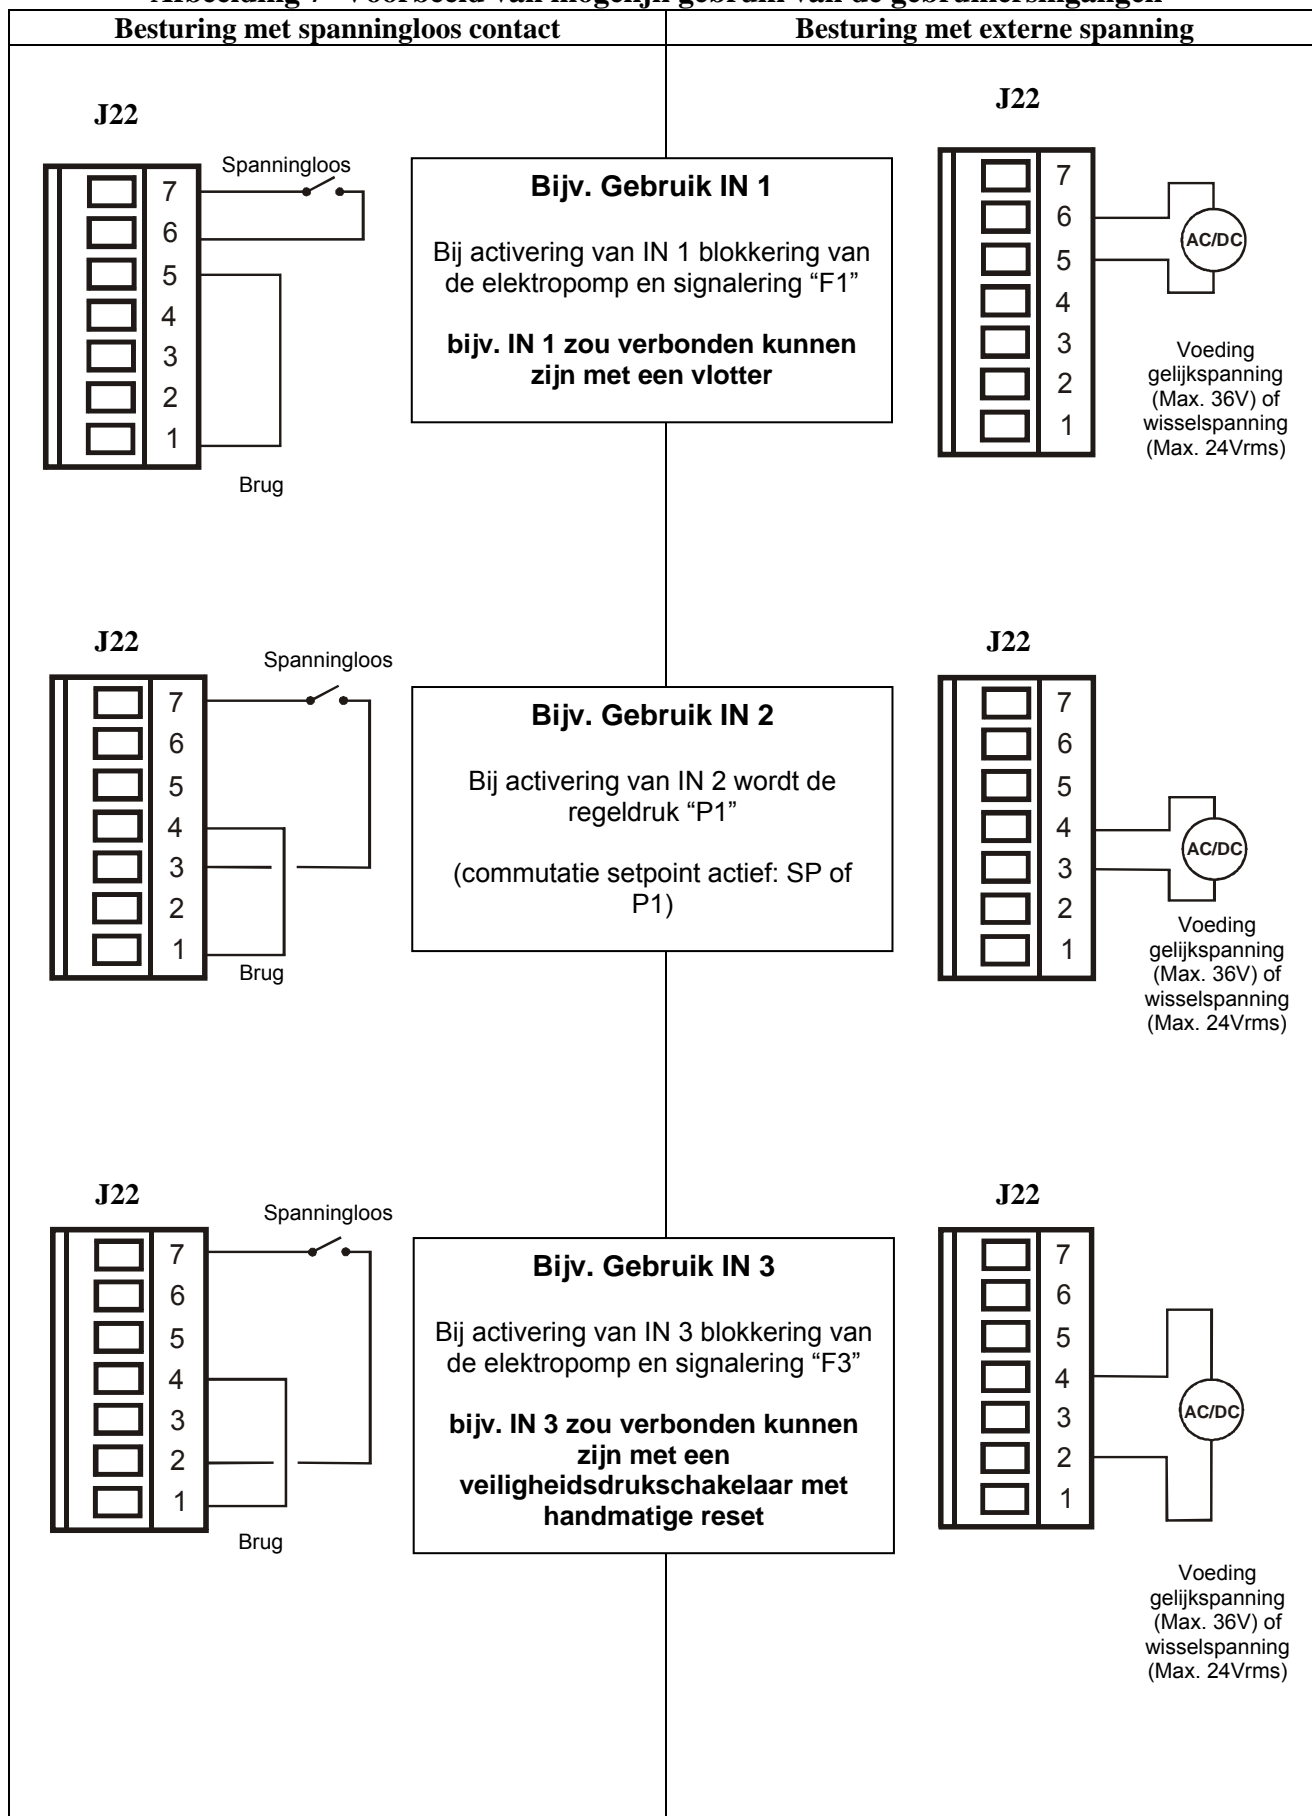 Besturing met spanningloos contact
Besturing met externe spanning
J22
Spanningloos
7
6
5
4
3
2
1
Brug
Bijv. Gebruik IN 1
Bij activering van IN 1 blokkering van
de elektropomp en signalering “F1”
bijv. IN 1 zou verbonden kunnen
zijn met een vlotter
J22
7
6
5
4
3
2
1
AC/DC
Voeding
gelijkspanning
(Max. 36V) of
wisselspanning
(Max. 24Vrms)
J22
Spanningloos
7
6
5
4
3
2
1
Brug
Bijv. Gebruik IN 2
Bij activering van IN 2 wordt de
regeldruk “P1”
(commutatie setpoint actief: SP of
P1)
J22
7
6
5
4
3
2
1
AC/DC
Voeding
gelijkspanning
(Max. 36V) of
wisselspanning
(Max. 24Vrms)
J22
Spanningloos
7
6
5
4
3
2
1
Brug
Bijv. Gebruik IN 3
Bij activering van IN 3 blokkering van
de elektropomp en signalering “F3”
bijv. IN 3 zou verbonden kunnen
zijn met een
veiligheidsdrukschakelaar met
handmatige reset
J22
7
6
5
4
3
2
1
AC/DC
Voeding
gelijkspanning
(Max. 36V) of
wisselspanning
(Max. 24Vrms)